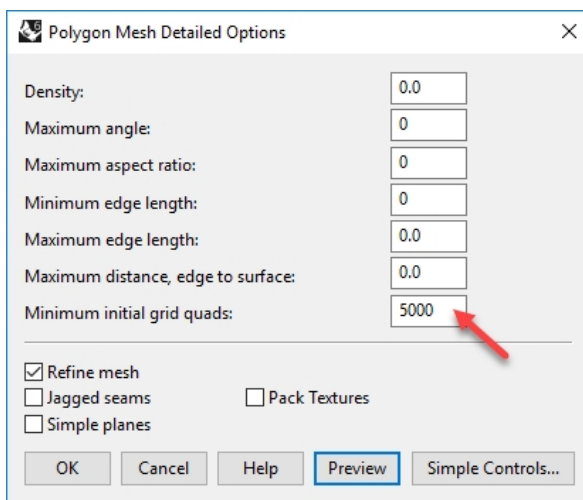 Polygon Mesh Detailed Options
Density: 0.0
Maximum angle: 0
Maximum aspect ratio: 0
Minimum edge length: 0
Maximum edge length: 0.0
Maximum distance, edge to surface: 0.0
Minimum initial grid quads: 5000
Refine mesh
Jagged seams Pack Textures
Simple planes
OK Cancel Help Preview Simple Controls...